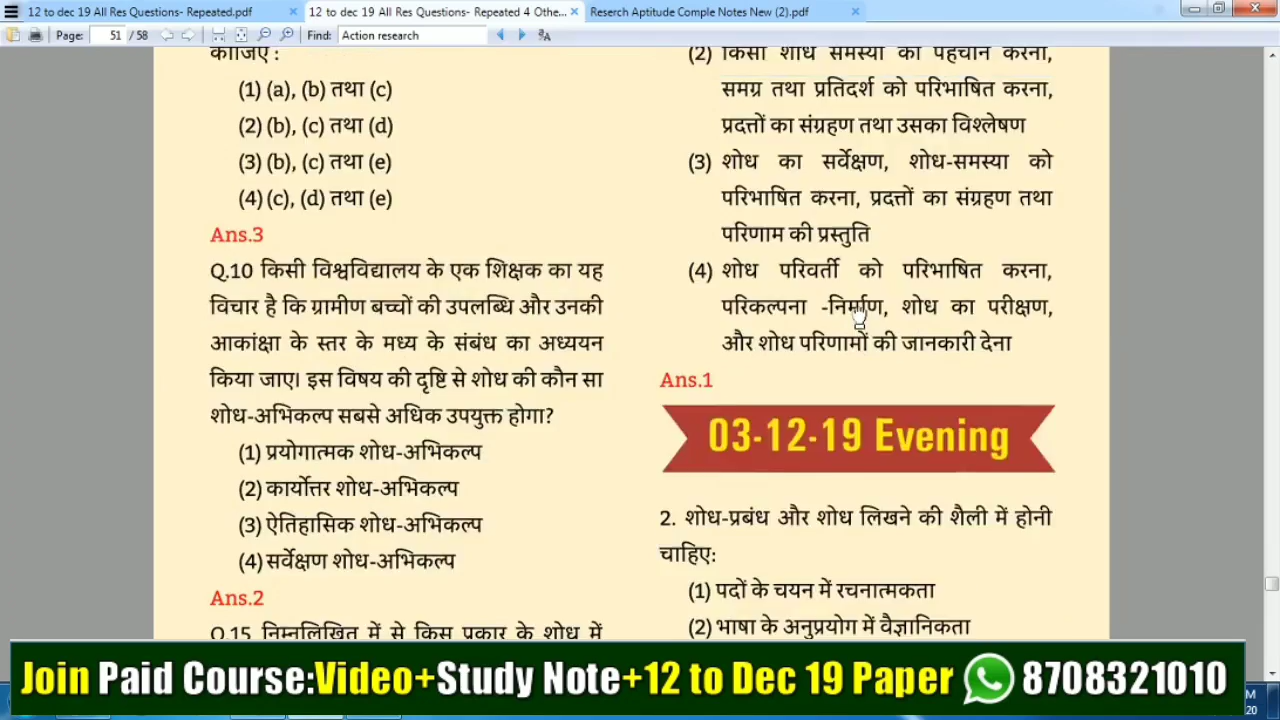 12 to dec 19 All Res Questions- Repeated.pdf
12 to dec 19 All Res Questions- Repeated 4 Othe...
Reserch Aptitude Comple Notes New (2).pdf
Page: 51 / 58 Find: Action research
कीजिए :
(1) (a), (b) तथा (c)
(2) (b), (c) तथा (d)
(3) (b), (c) तथा (e)
(4) (c), (d) तथा (e)
Ans.3
Q.10 किसी विश्वविद्यालय के एक शिक्षक का यह
विचार है कि ग्रामीण बच्चों की उपलब्धि और उनकी
आकांक्षा के स्तर के मध्य के संबंध का अध्ययन
किया जाए। इस विषय की दृष्टि से शोध की कौन सा
शोध-अभिकल्प सबसे अधिक उपयुक्त होगा?
(1) प्रयोगात्मक शोध-अभिकल्प
(2) कार्योत्तर शोध-अभिकल्प
(3) ऐतिहासिक शोध-अभिकल्प
(4) सर्वेक्षण शोध-अभिकल्प
Ans.2
Q.15 निम्नलिखित में से किस प्रकार के शोध में
(2) किसी शोध समस्या की पहचान करना,
समग्र तथा प्रतिदर्श को परिभाषित करना,
प्रदत्तों का संग्रहण तथा उसका विश्लेषण
(3) शोध का सर्वेक्षण, शोध-समस्या को
परिभाषित करना, प्रदत्तों का संग्रहण तथा
परिणाम की प्रस्तुति
(4) शोध परिवर्ती को परिभाषित करना,
परिकल्पना -निर्माण, शोध का परीक्षण,
और शोध परिणामों की जानकारी देना
Ans.1
03-12-19 Evening
2. शोध-प्रबंध और शोध लिखने की शैली में होनी
चाहिए:
(1) पदों के चयन में रचनात्मकता
(2) भाषा के अनुप्रयोग में वैज्ञानिकता
Join Paid Course:Video+Study Note+12 to Dec 19 Paper 8708321010
M
20